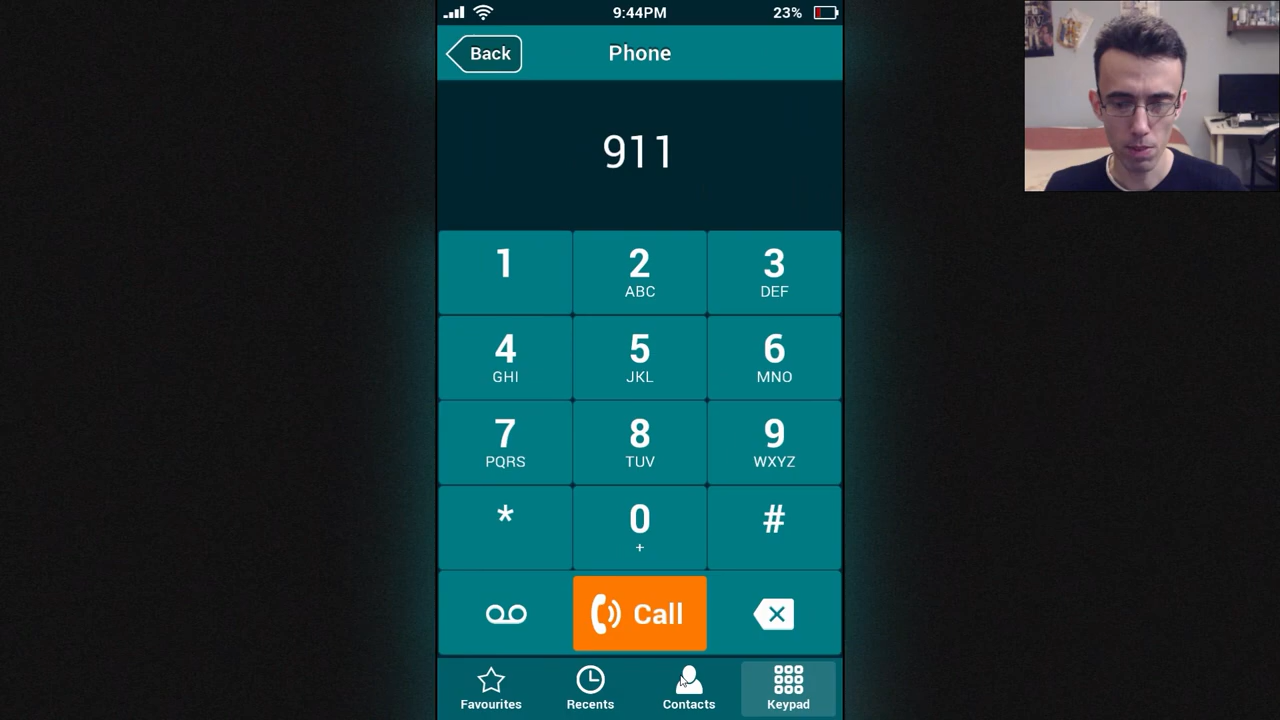 9:44PM
23%
Back
Phone
911
1
2
3
ABC
DEF
4
5
6
GHI
JKL
MNO
7
8
9
PQRS
TUV
WXYZ
*
0
#
+
Call
Favourites
Recents
Contacts
Keypad